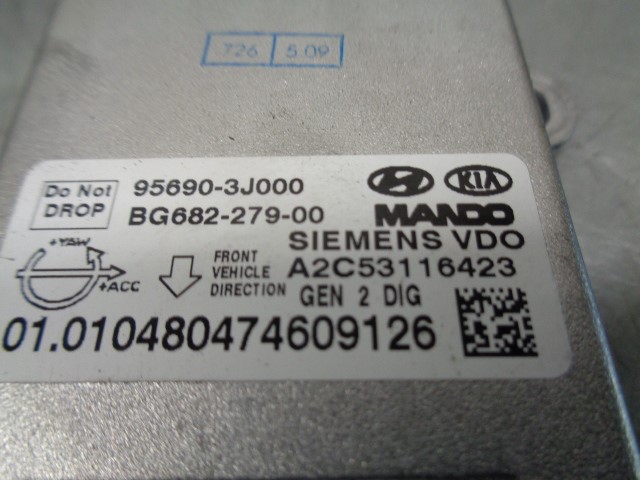 726 5.09
Do Not DROP
95690-3J000
KIA
BG682-279-00
MANDO
SIEMENS VDO
+YAW
+ACC
FRONT
VEHICLE
DIRECTION
A2C53116423
GEN 2 DIG
01.010480474609126